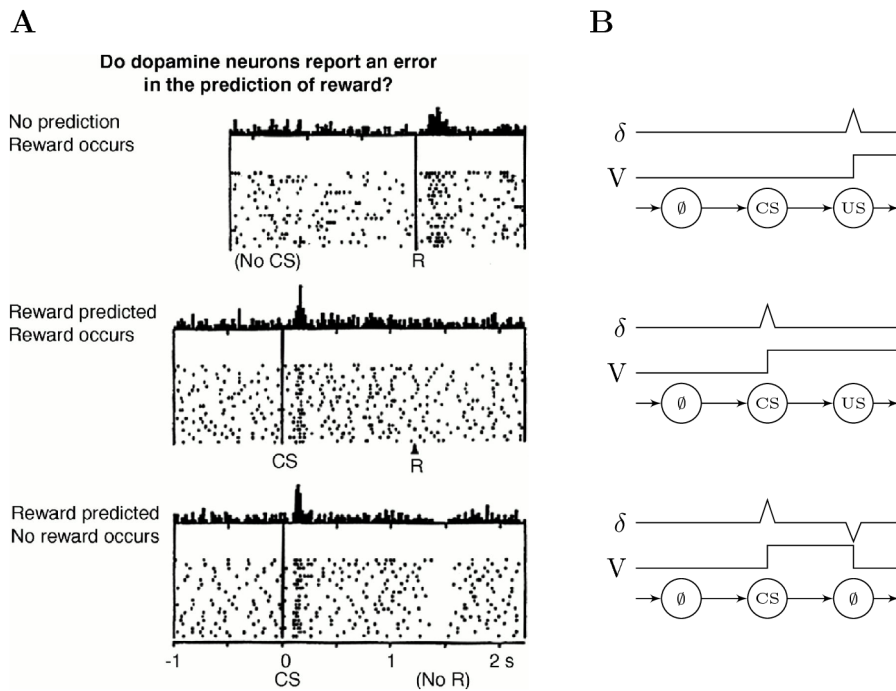 A
Do dopamine neurons report an error
in the prediction of reward?
No prediction
Reward occurs
(No CS)
R
Reward predicted
Reward occurs
CS
R
Reward predicted
No reward occurs
-1
0
1
2 s
CS
(No R)
B
δ
V
∅
CS
US
δ
V
∅
CS
US
δ
V
∅
CS
∅